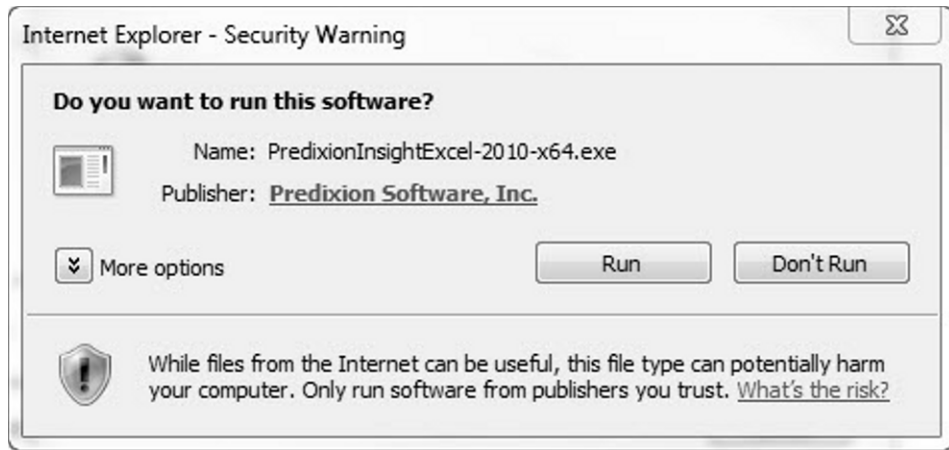 Internet Explorer - Security Warning
Do you want to run this software?
Name: PredixionInsightExcel-2010-x64.exe
Publisher: Predixion Software, Inc.
More options
Run
Don't Run
While files from the Internet can be useful, this file type can potentially harm
your computer. Only run software from publishers you trust. What's the risk?